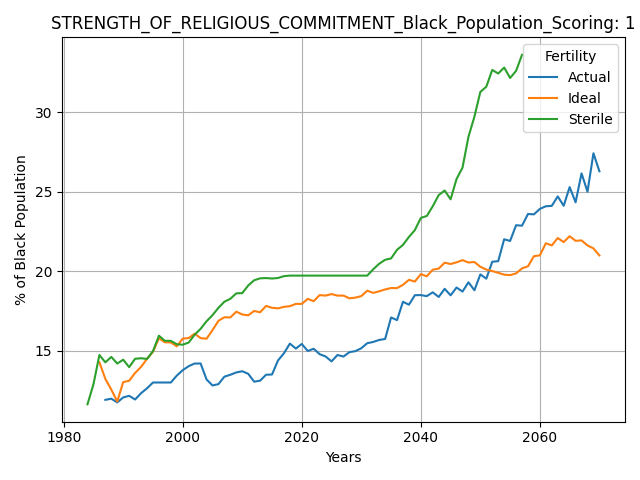 STRENGTH_OF_RELIGIOUS_COMMITMENT_Black_Population_Scoring: 1
Fertility
Actual
Ideal
Sterile
% of Black Population
30
25
20
15
1980
2000
2020
2040
2060
Years